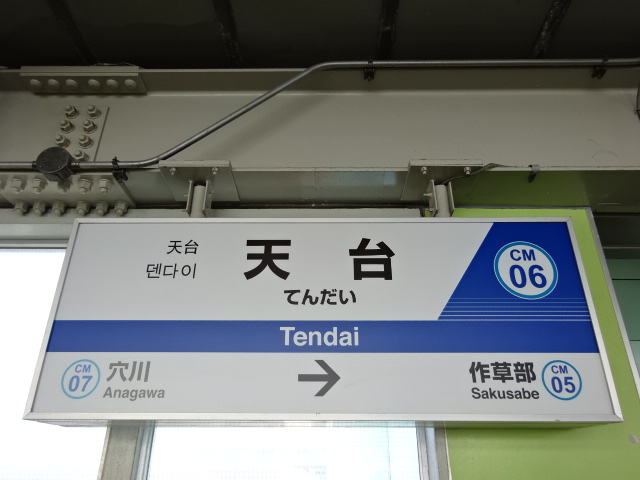 天台
덴다이
天台
てんだい
CM
06
Tendai
CM
07
穴川
Anagawa
→
作草部
Sakusabe
CM
05